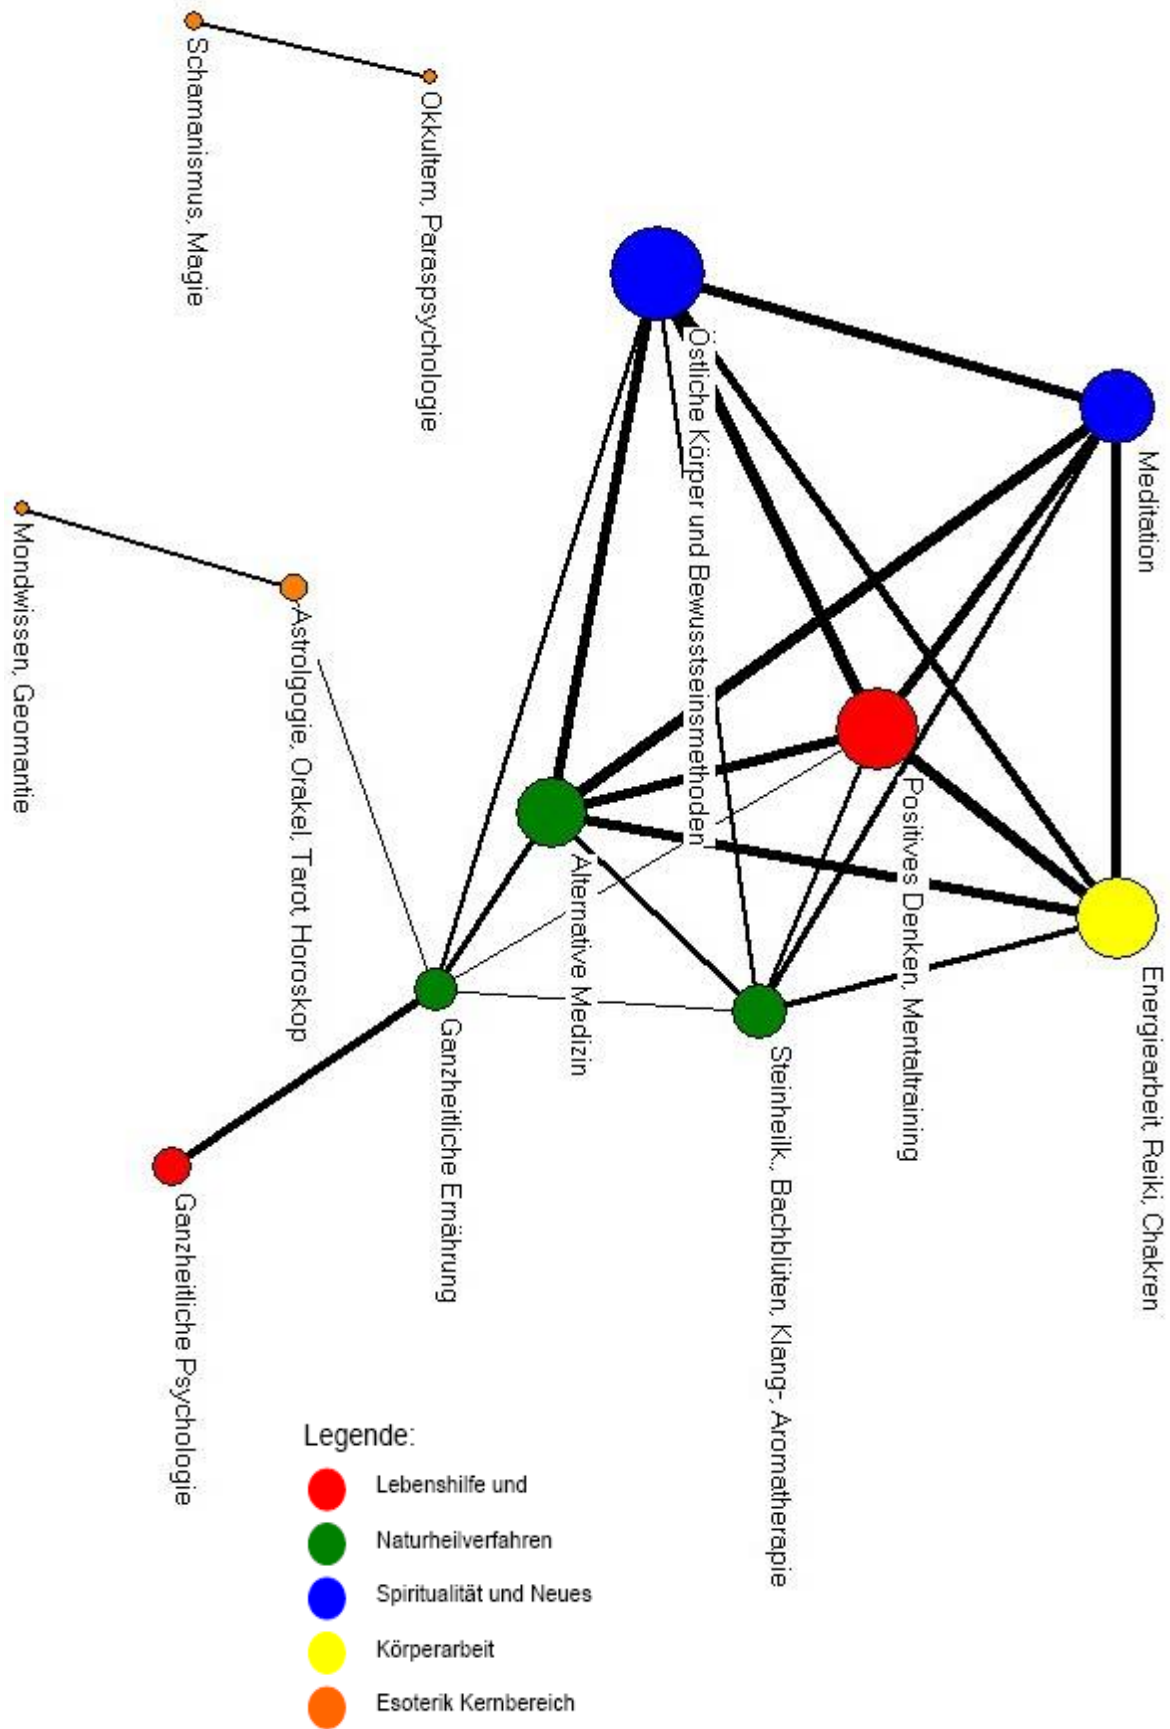 Schamanismus, Magie
Okkultem, Paraspychologie
Östliche Körper und Bewusstseinsmethoden
Meditation
Mondwissen, Geomantie
Astrolgogie, Orakel, Tarot, Horoskop
Positives Denken, Mentaltraining
Alternative Medizin
Energiearbeit, Reiki, Chakren
Ganzheitliche Ernährung
Steinheilk., Bachblüten, Klang-, Aromatherapie
Ganzheitliche Psychologie
Legende:
Lebenshilfe und
Naturheilverfahren
Spiritualität und Neues
Körperarbeit
Esoterik Kernbereich